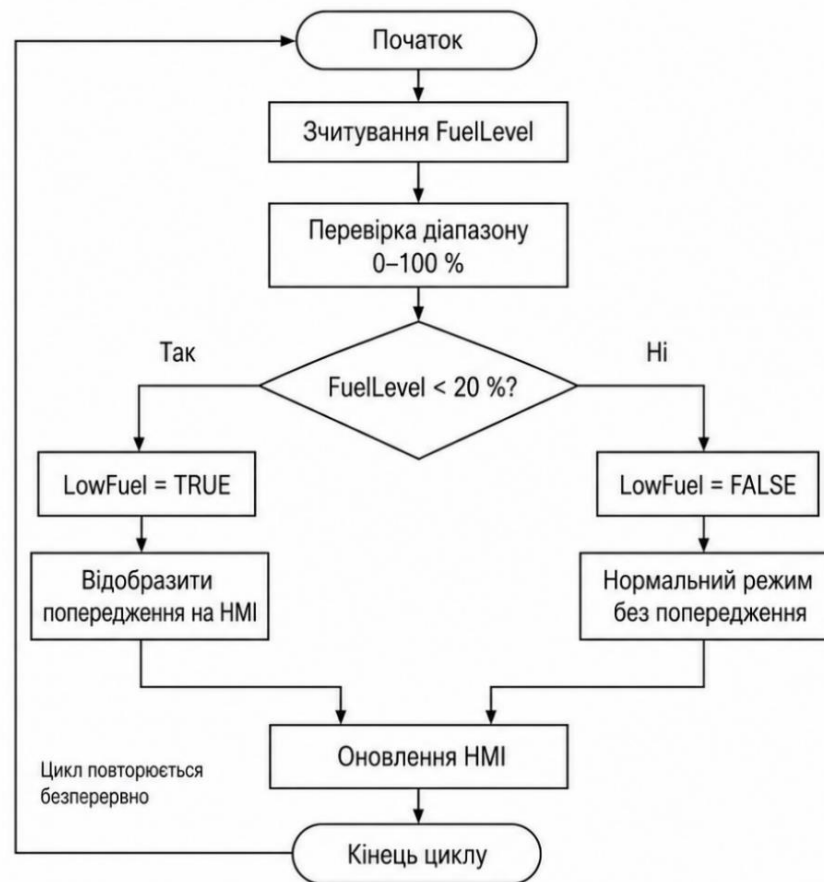 Початок
Зчитування FuelLevel
Перевірка діапазону
0–100 %
Так
Ні
FuelLevel < 20 %?
LowFuel = TRUE
LowFuel = FALSE
Відобразити
попередження на HMI
Нормальний режим
без попередження
Оновлення HMI
Цикл повторюється
безперервно
Кінець циклу